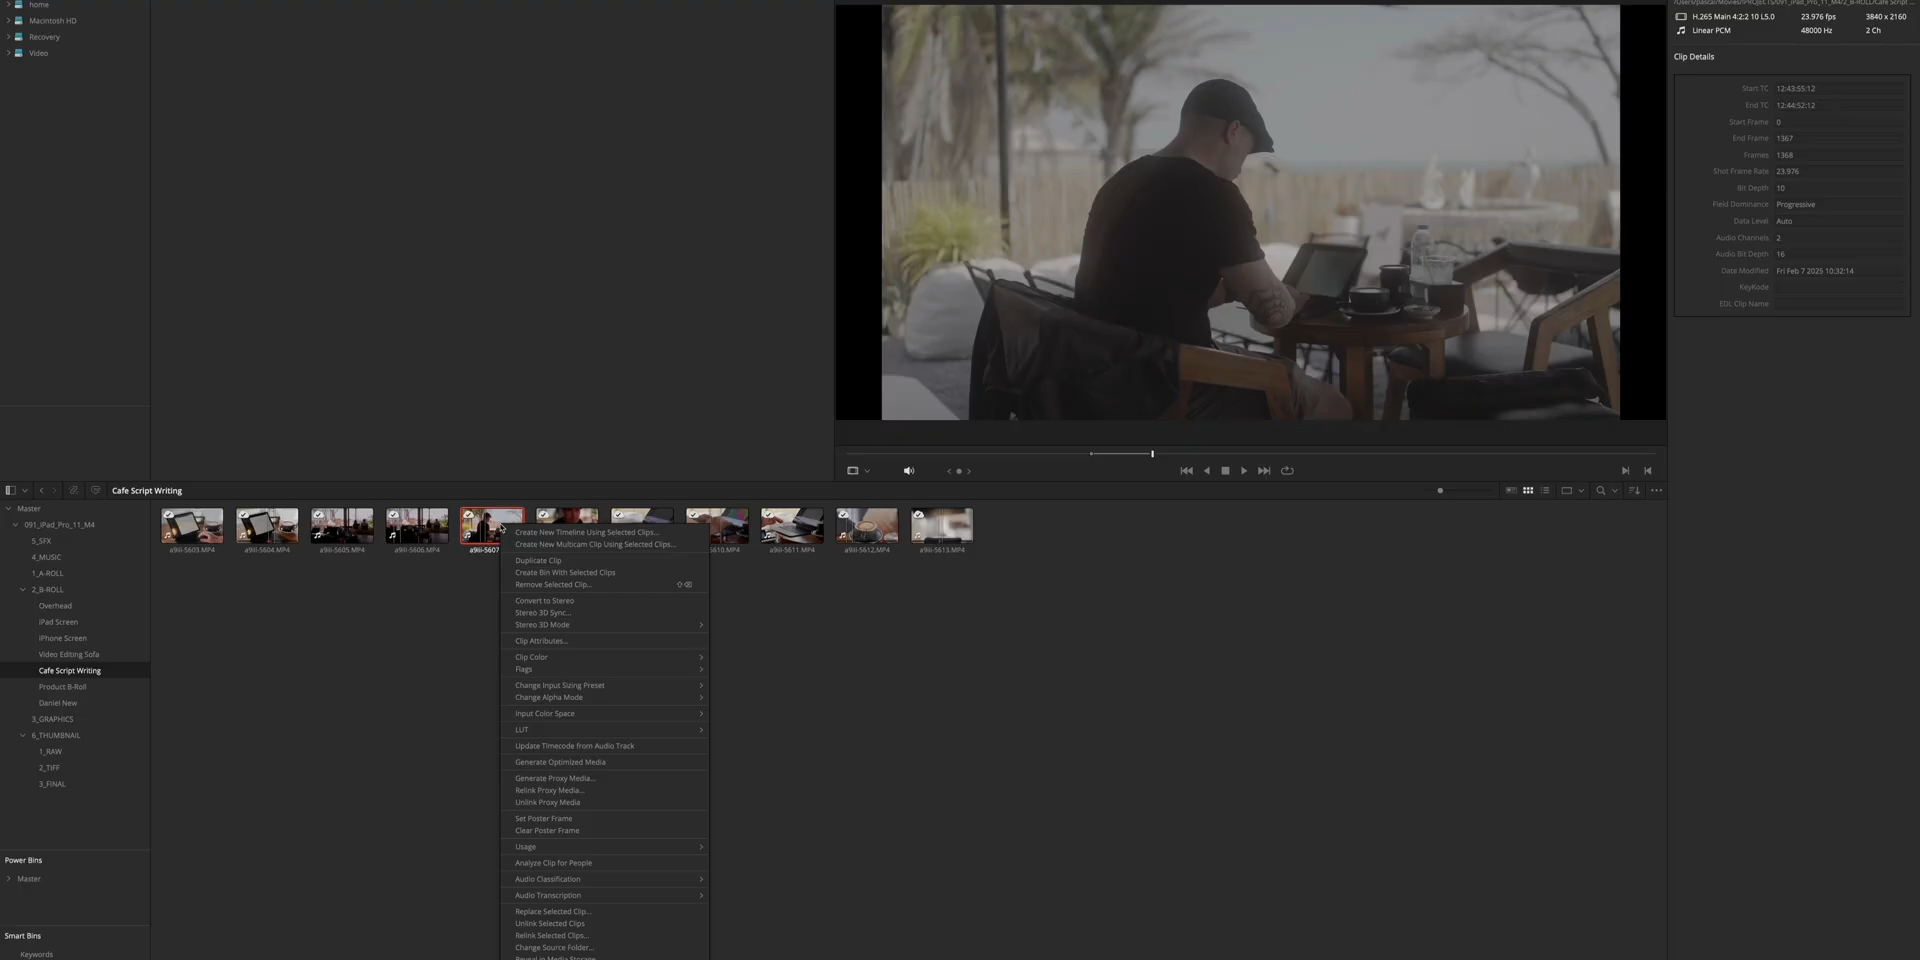 home
Macintosh HD
Recovery
Video
H.265 Main 4:2:2 10 L5.0 23.976 fps 3840 x 2160
Linear PCM 48000 Hz 2 Ch
Clip Details
Start TC 12:43:55:12
End TC 12:44:52:12
Start Frame 0
End Frame 1367
Frames 1368
Shot Frame Rate 23.976
Bit Depth 10
Field Dominance Progressive
Data Level Auto
Audio Channels 2
Audio Bit Depth 16
Date Modified Fri Feb 7 2025 10:32:14
KeyKode
EDL Clip Name
Cafe Script Writing
Master
091_iPad_Pro_11_M4
5_SFX
4_MUSIC
1_A-ROLL
2_B-ROLL
Overhead
iPad Screen
iPhone Screen
Video Editing Sofa
Cafe Script Writing
Product B-Roll
Daniel New
3_GRAPHICS
6_THUMBNAIL
1_RAW
2_TIFF
3_FINAL
Power Bins
Master
Smart Bins
Keywords
a9iii-5603.MP4
a9iii-5604.MP4
a9iii-5605.MP4
a9iii-5606.MP4
a9iii-5607
5610.MP4
a9iii-5611.MP4
a9iii-5612.MP4
a9iii-5613.MP4
Create New Timeline Using Selected Clips...
Create New Multicam Clip Using Selected Clips...
Duplicate Clip
Create Bin With Selected Clips
Remove Selected Clip...
Convert to Stereo
Stereo 3D Sync...
Stereo 3D Mode
Clip Attributes...
Clip Color
Flags
Change Input Sizing Preset
Change Alpha Mode
Input Color Space
LUT
Update Timecode from Audio Track
Generate Optimized Media
Generate Proxy Media...
Relink Proxy Media...
Unlink Proxy Media
Set Poster Frame
Clear Poster Frame
Usage
Analyze Clip for People
Audio Classification
Audio Transcription
Replace Selected Clip...
Unlink Selected Clips
Relink Selected Clips...
Change Source Folder...
Reveal in Media Storage